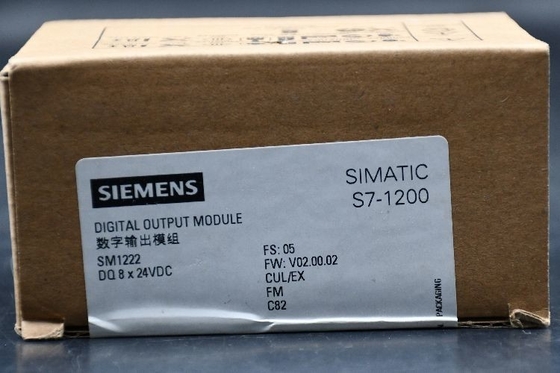 SIEMENS
SIMATIC
S7-1200
DIGITAL OUTPUT MODULE
数字输出模组
SM1222
DQ 8 x 24VDC
FS: 05
FW: V02.00.02
CUL/EX
FM
C82
PACKAGING